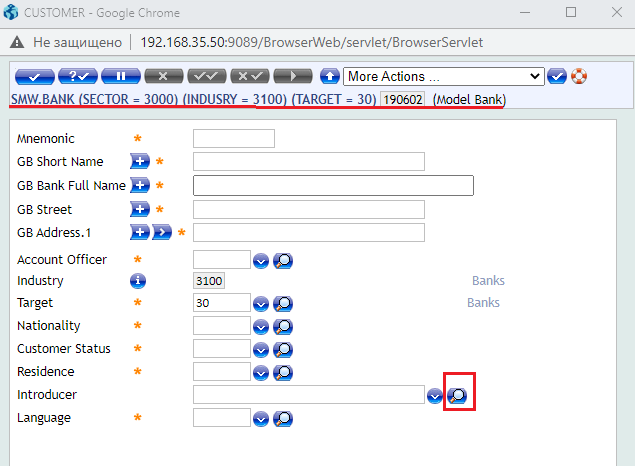 CUSTOMER - Google Chrome
Не защищено 192.168.35.50:9089/BrowserWeb/servlet/BrowserServlet
More Actions ...
SMW.BANK (SECTOR = 3000) (INDUSRY = 3100) (TARGET = 30) 190602 (Model Bank)
Mnemonic *
GB Short Name *
GB Bank Full Name *
GB Street *
GB Address.1 *
Account Officer *
Industry 3100 Banks
Target * 30 Banks
Nationality *
Customer Status *
Residence *
Introducer
Language *